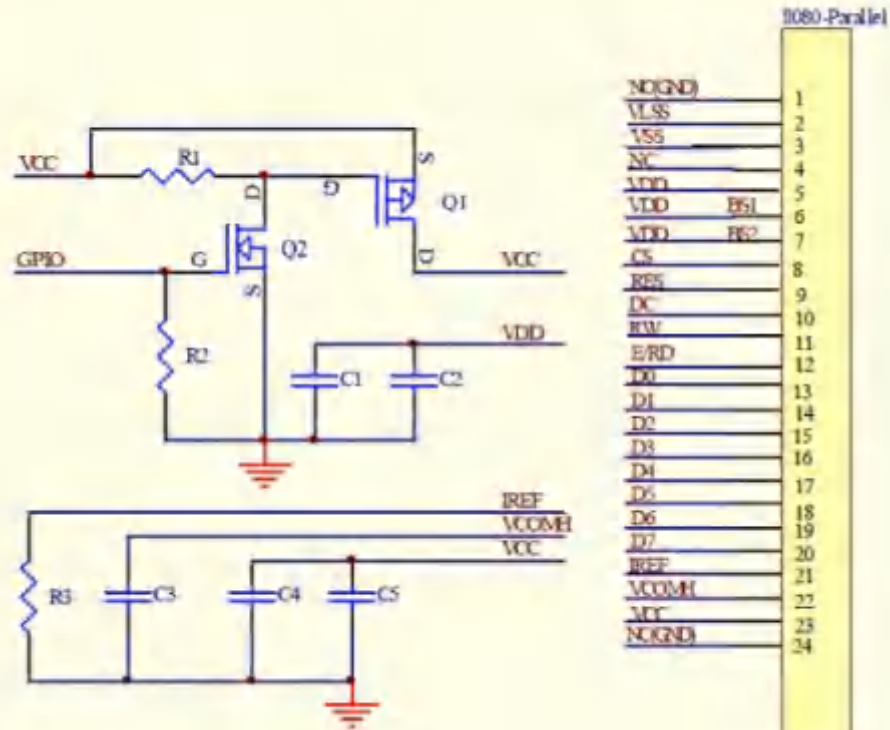 8080-Parallel
NC(GND) 1
VLSS 2
VSS 3
NC 4
VDD 5
VDD BS1 6
VDD BS2 7
CS 8
RES 9
DC 10
RW 11
E/RD 12
D0 13
D1 14
D2 15
D3 16
D4 17
D5 18
D6 19
D7 20
IREF 21
VCOMH 22
VCC 23
NC(GND) 24
VCC
R1
D
G
S
Q1
D
VCC
GPIO
G
Q2
S
R2
VDD
C1
C2
IREF
VCOMH
VCC
R3
C3
C4
C5